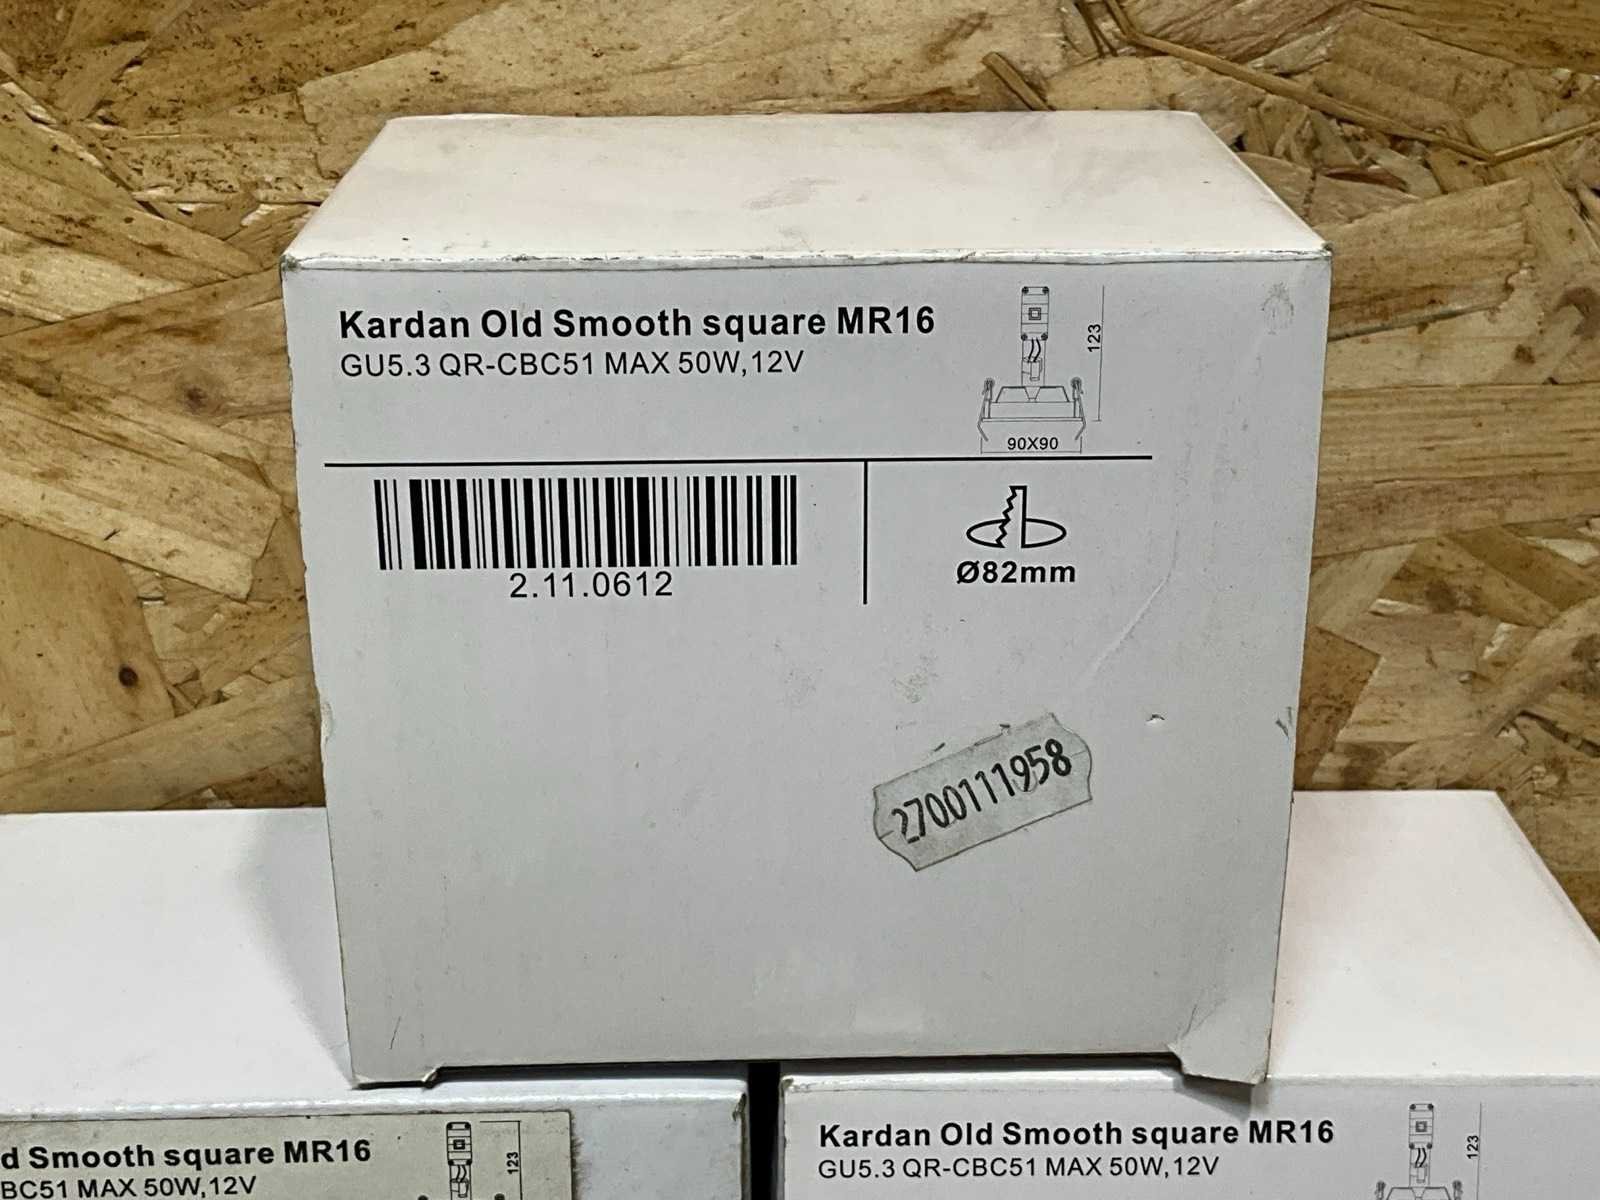 Kardan Old Smooth square MR16
GU5.3 QR-CBC51 MAX 50W,12V
123
90X90
2.11.0612
Ø82mm
2700111958
d Smooth square MR16
BC51 MAX 50W,12V
123
Kardan Old Smooth square MR16
GU5.3 QR-CBC51 MAX 50W,12V
123